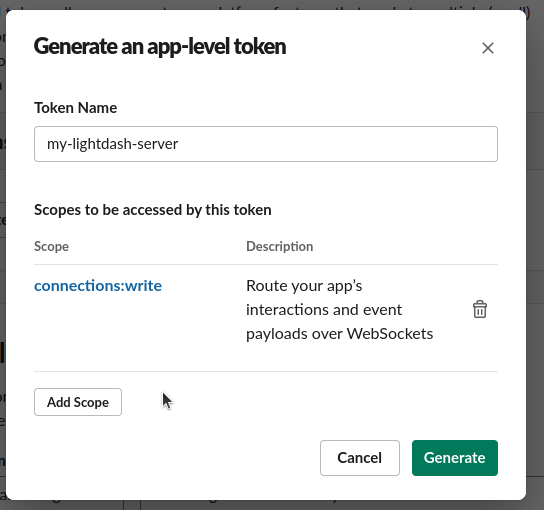 Generate an app-level token
Token Name
my-lightdash-server
Scopes to be accessed by this token
Scope Description
connections:write Route your app's
interactions and event
payloads over WebSockets
Add Scope
Cancel Generate